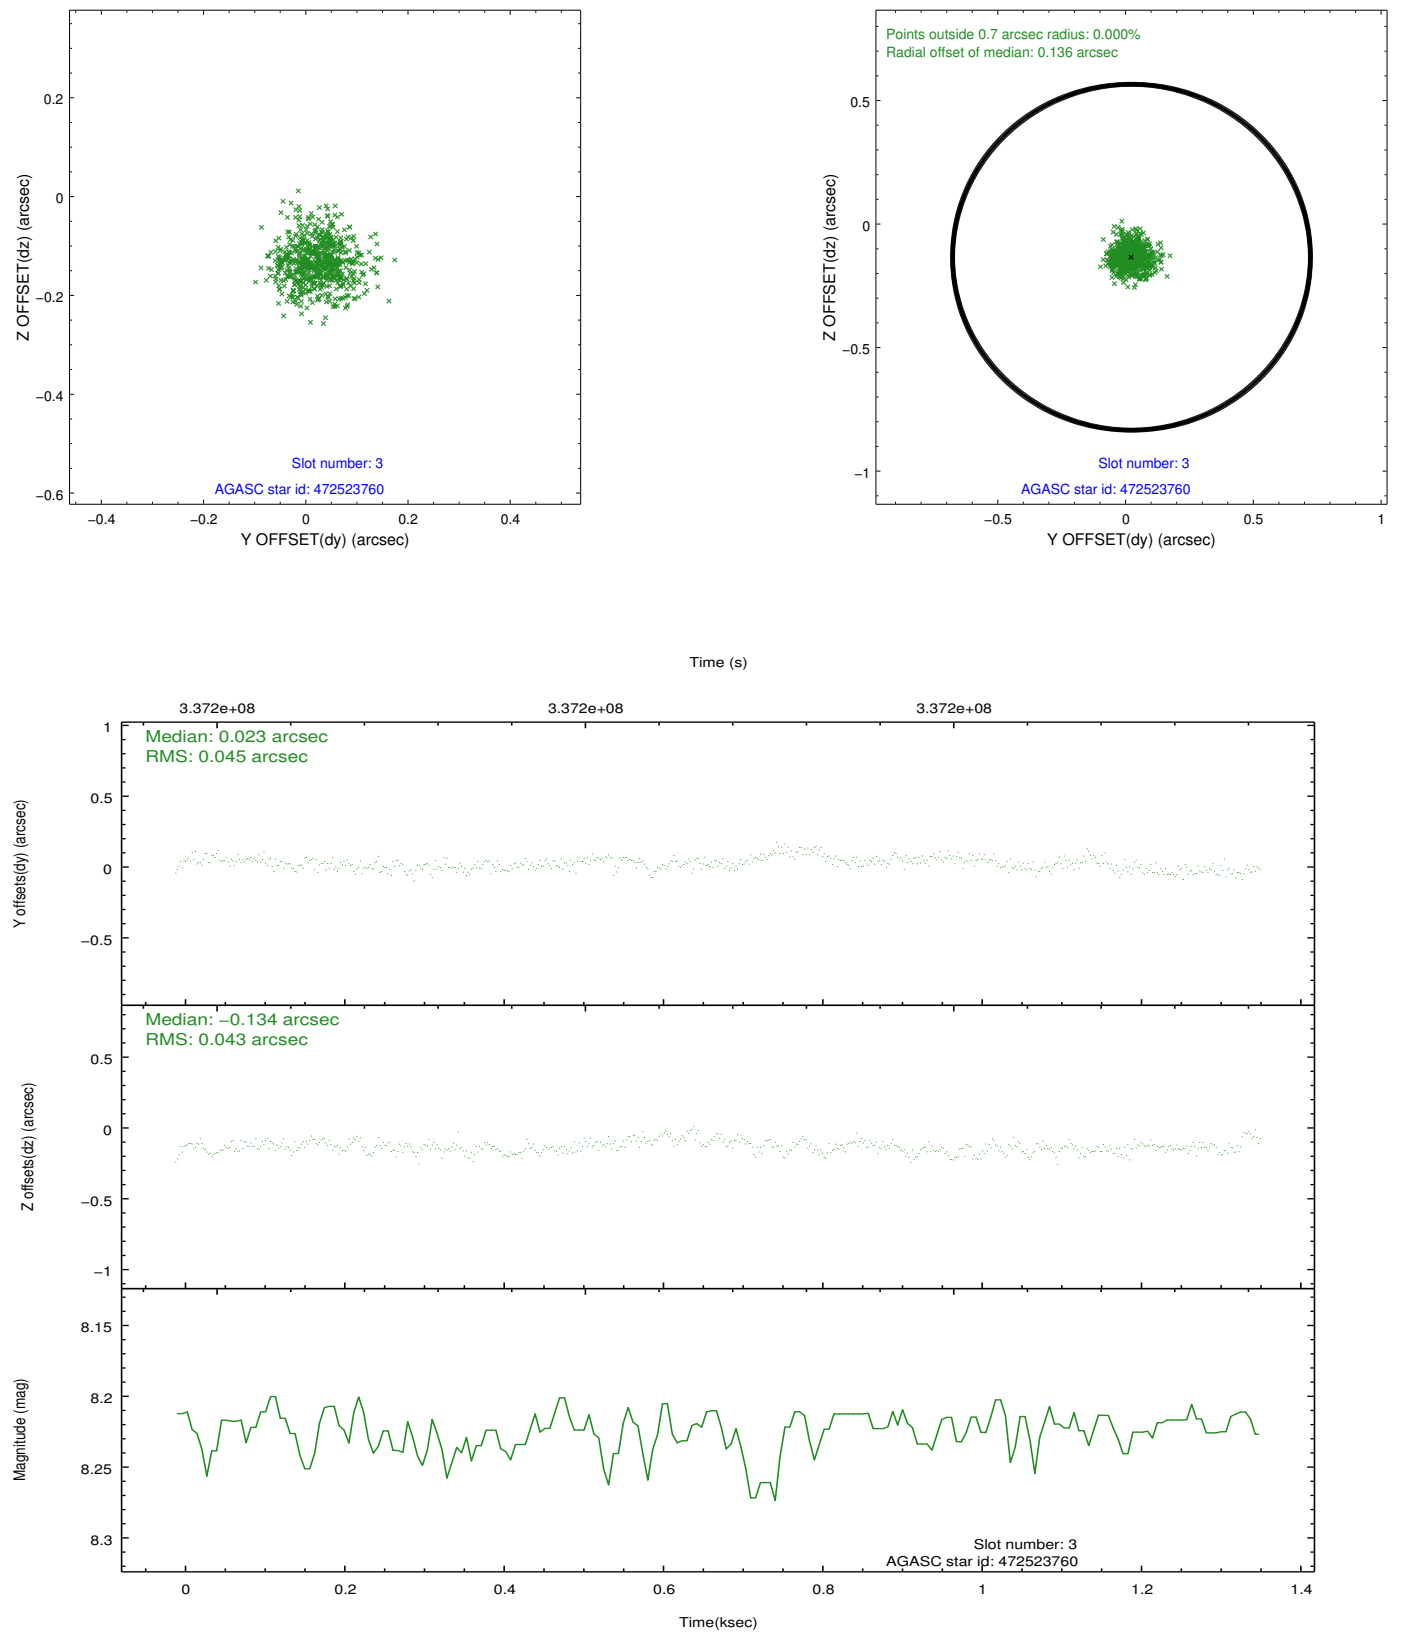 0.2
0
−0.2
−0.4
−0.6
Z OFFSET(dz) (arcsec)
Slot number: 3
AGASC star id: 472523760
−0.4
−0.2
0
0.2
0.4
Y OFFSET(dy) (arcsec)
Points outside 0.7 arcsec radius: 0.000%
Radial offset of median: 0.136 arcsec
0.5
0
−0.5
−1
Z OFFSET(dz) (arcsec)
Slot number: 3
AGASC star id: 472523760
−0.5
0
0.5
1
Y OFFSET(dy) (arcsec)
Time (s)
3.372e+08
3.372e+08
3.372e+08
Median: 0.023 arcsec
RMS: 0.045 arcsec
1
0.5
0
−0.5
Y offsets(dy) (arcsec)
Median: −0.134 arcsec
RMS: 0.043 arcsec
0.5
0
−0.5
−1
Z offsets(dz) (arcsec)
8.15
8.2
8.25
8.3
Magnitude (mag)
Slot number: 3
AGASC star id: 472523760
0
0.2
0.4
0.6
0.8
1
1.2
1.4
Time(ksec)